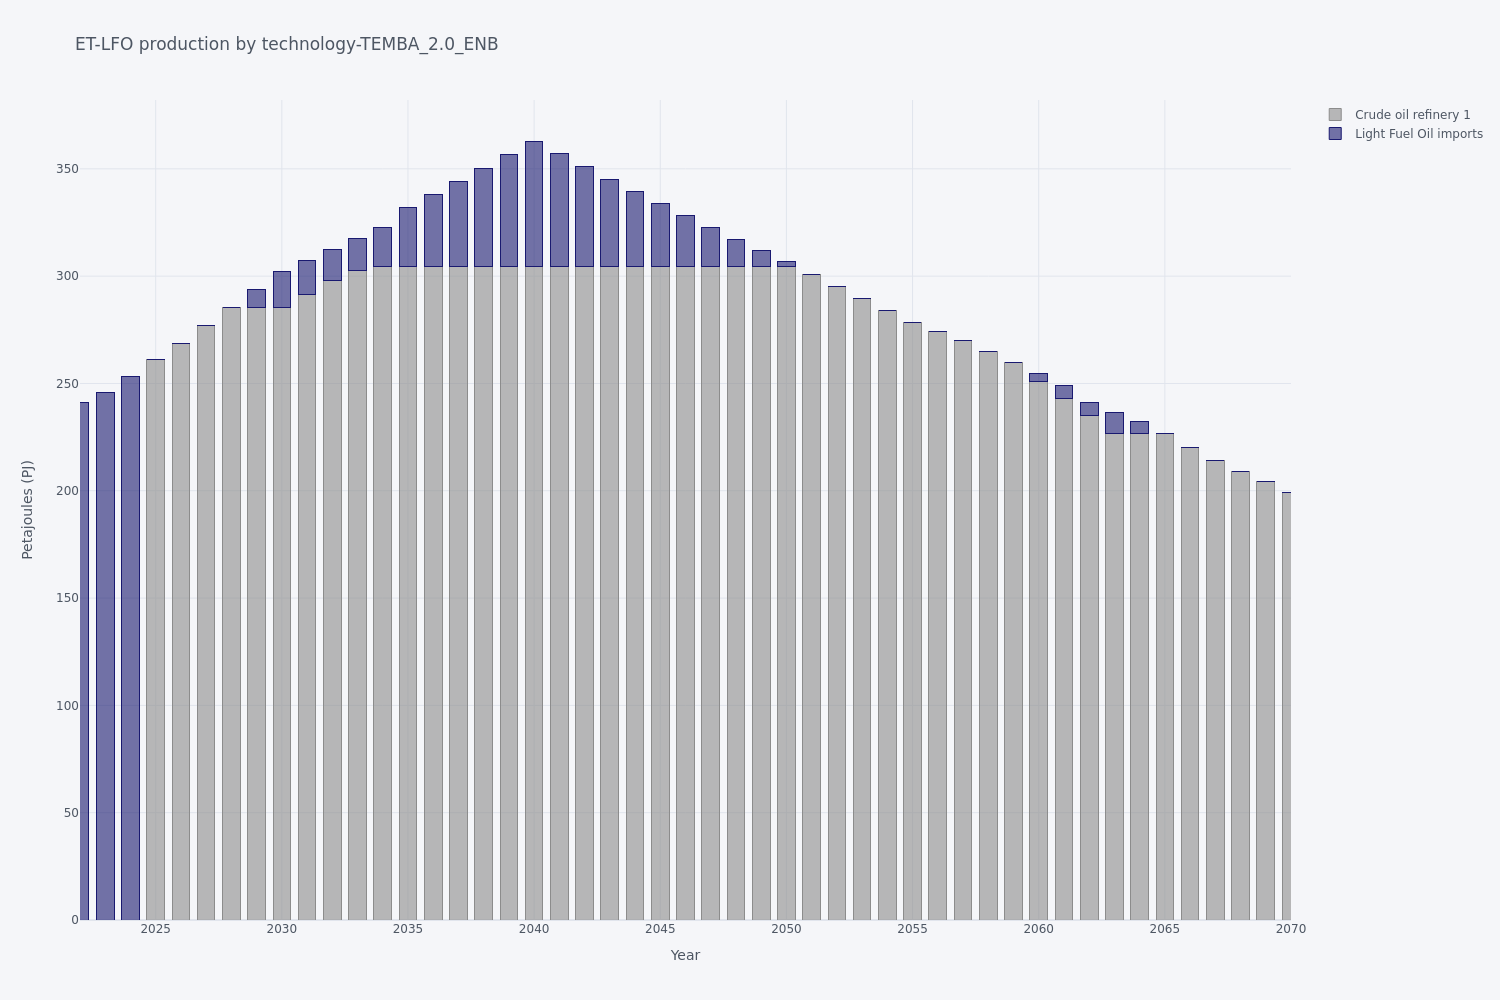 ET-LFO production by technology-TEMBA_2.0_ENB
Crude oil refinery 1
Light Fuel Oil imports
Petajoules (PJ)
350
300
250
200
150
100
50
0
2025 2030 2035 2040 2045 2050 2055 2060 2065 2070
Year